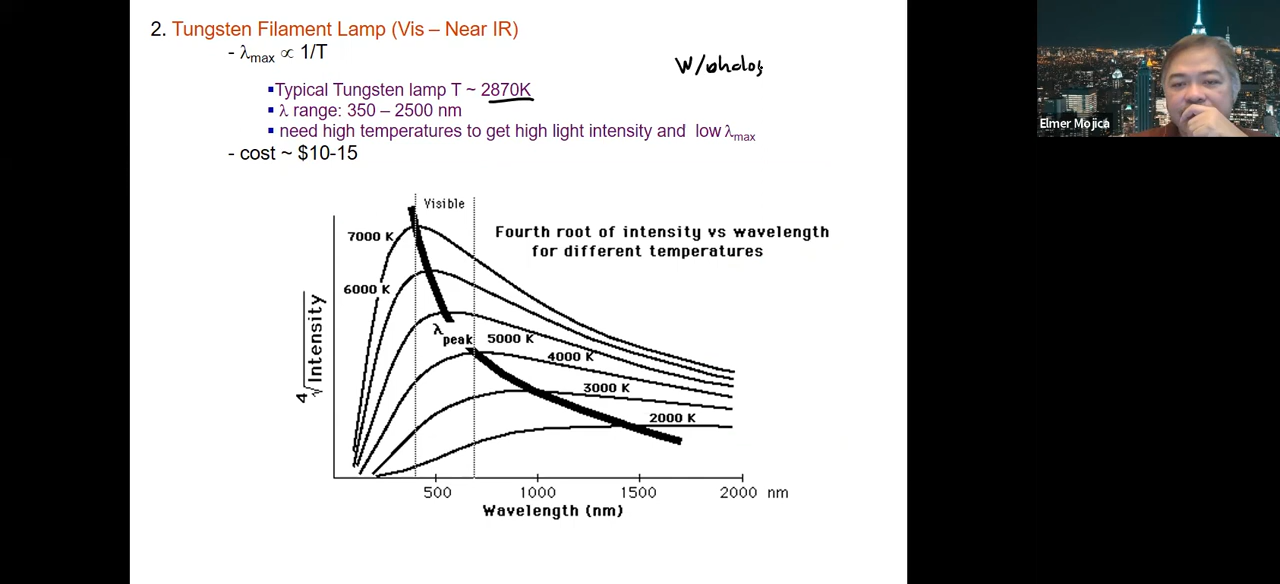 2. Tungsten Filament Lamp (Vis – Near IR)
- λmax ∝ 1/T
▪Typical Tungsten lamp T ~ 2870K
▪ λ range: 350 – 2500 nm
▪ need high temperatures to get high light intensity and low λmax
- cost ~ $10-15
Elmer Mojica
Visible
Fourth root of intensity vs wavelength
for different temperatures
7000 K
6000 K
λpeak
5000 K
4000 K
3000 K
2000 K
∜Intensity
500 1000 1500 2000 nm
Wavelength (nm)